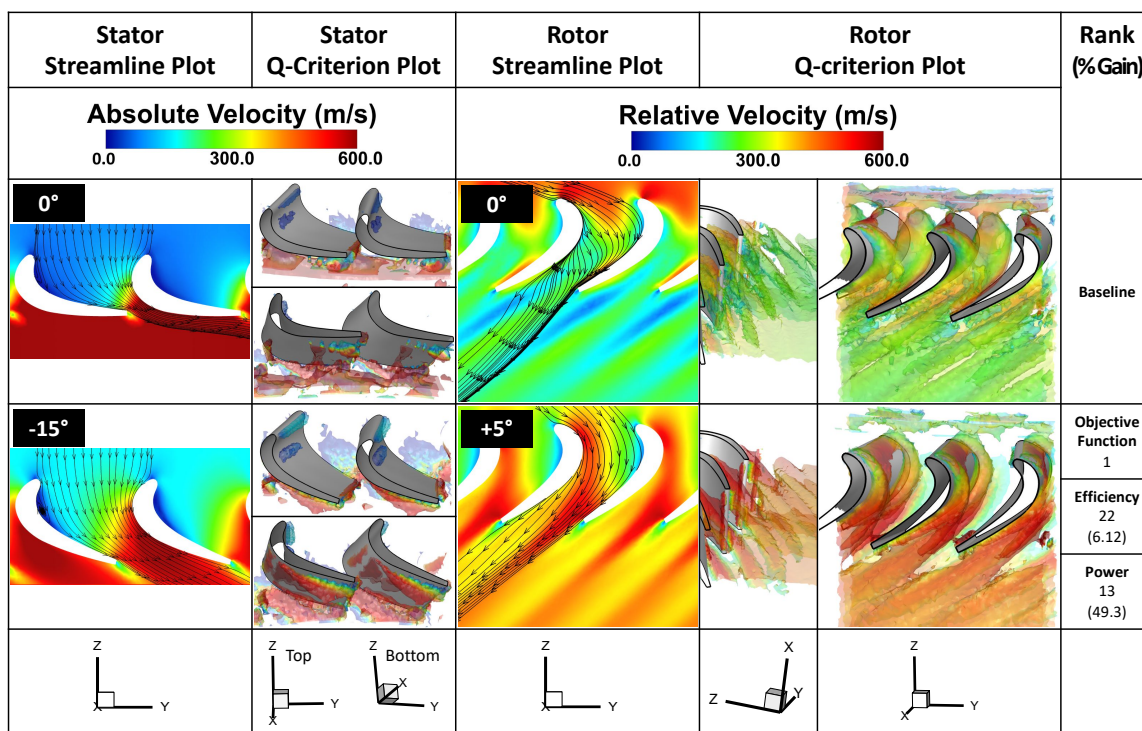 Stator
Streamline Plot
Stator
Q-Criterion Plot
Rotor
Streamline Plot
Rotor
Q-criterion Plot
Rank
(% Gain)
Absolute Velocity (m/s)
0.0 300.0 600.0
Relative Velocity (m/s)
0.0 300.0 600.0
0°
0°
Baseline
-15°
+5°
Objective
Function
1
Efficiency
22
(6.12)
Power
13
(49.3)
Z
X Y
Z Top
Y
X
Z Bottom
X
Y
Z
X Y
X
Z Y
Z
X Y